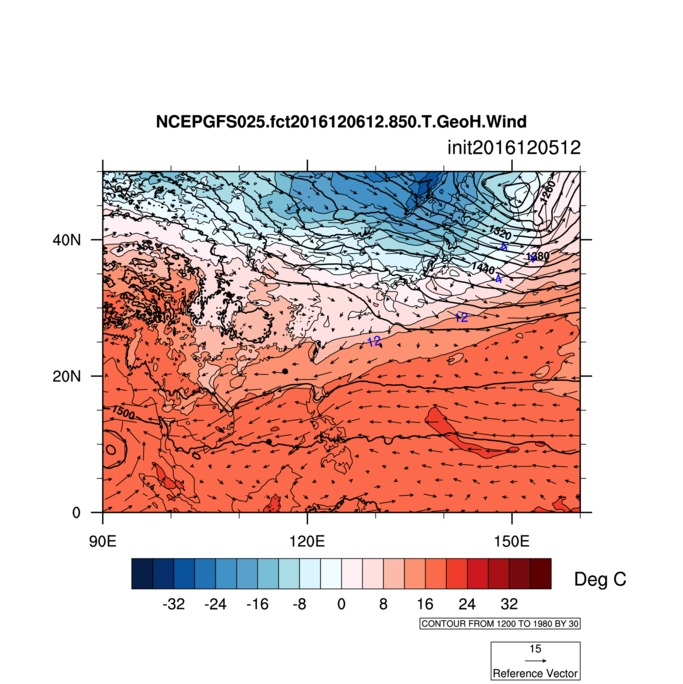 NCEPGFS025.fct2016120612.850.T.GeoH.Wind
init2016120512
1260
1320
40N
4
1380
1440
4
12
12
20N
1500
0
90E 120E 150E
-32 -24 -16 -8 0 8 16 24 32
Deg C
CONTOUR FROM 1200 TO 1980 BY 30
15
Reference Vector